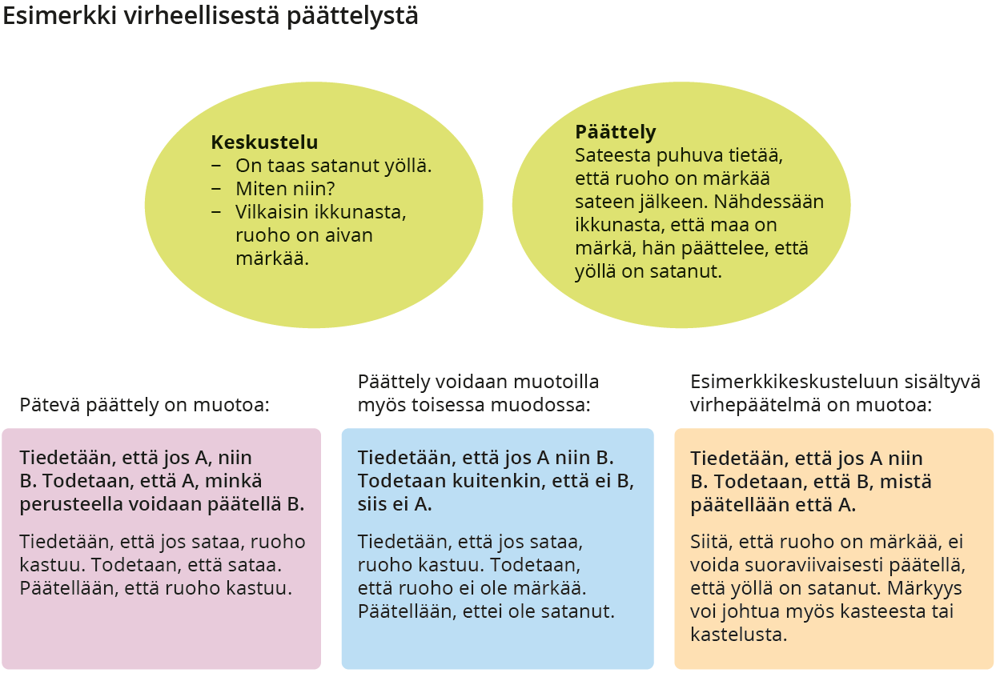 Esimerkki virheellisestä päättelystä
Keskustelu
– On taas satanut yöllä.
– Miten niin?
– Vilkaisin ikkunasta,
ruoho on aivan
märkää.
Päättely
Sateesta puhuva tietää,
että ruoho on märkää
sateen jälkeen. Nähdessään
ikkunasta, että maa on
märkä, hän päättelee, että
yöllä on satanut.
Pätevä päättely on muotoa:
Tiedetään, että jos A, niin
B. Todetaan, että A, minkä
perusteella voidaan päätellä B.
Tiedetään, että jos sataa, ruoho
kastuu. Todetaan, että sataa.
Päätellään, että ruoho kastuu.
Päättely voidaan muotoilla
myös toisessa muodossa:
Tiedetään, että jos A niin B.
Todetaan kuitenkin, että ei B,
siis ei A.
Tiedetään, että jos sataa,
ruoho kastuu. Todetaan,
että ruoho ei ole märkää.
Päätellään, ettei ole satanut.
Esimerkkikeskusteluun sisältyvä
virhepäätelmä on muotoa:
Tiedetään, että jos A niin
B. Todetaan, että B, mistä
päätellään että A.
Siitä, että ruoho on märkää, ei
voida suoraviivaisesti päätellä,
että yöllä on satanut. Märkyys
voi johtua myös kasteesta tai
kastelusta.